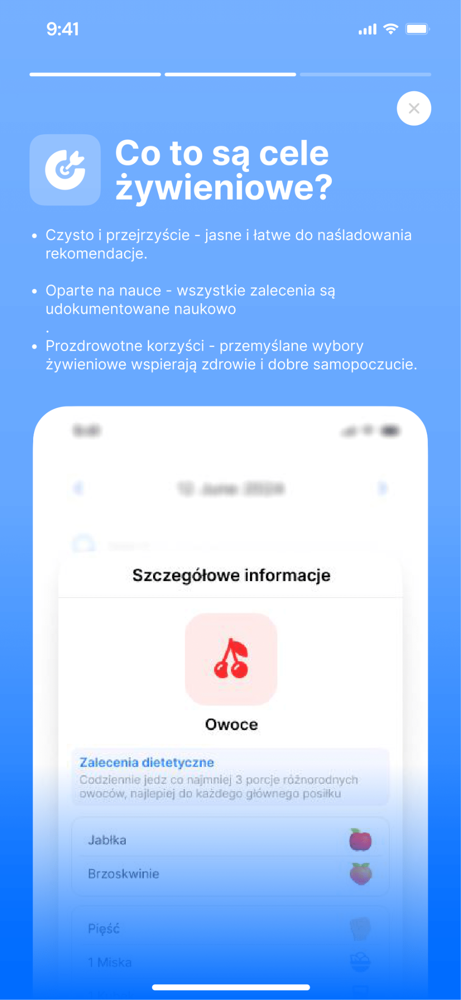 9:41
Co to są cele
żywieniowe?
• Czysto i przejrzyście - jasne i łatwe do naśladowania
rekomendacje.
• Oparte na nauce - wszystkie zalecenia są
udokumentowane naukowo
.
• Prozdrowotne korzyści - przemyślane wybory
żywieniowe wspierają zdrowie i dobre samopoczucie.
9:41
12 June 2024
Szczegółowe informacje
Owoce
Zalecenia dietetyczne
Codziennie jedz co najmniej 3 porcje różnorodnych
owoców, najlepiej do każdego głównego posiłku
Jabłka
Brzoskwinie
Pięść
1 Miska